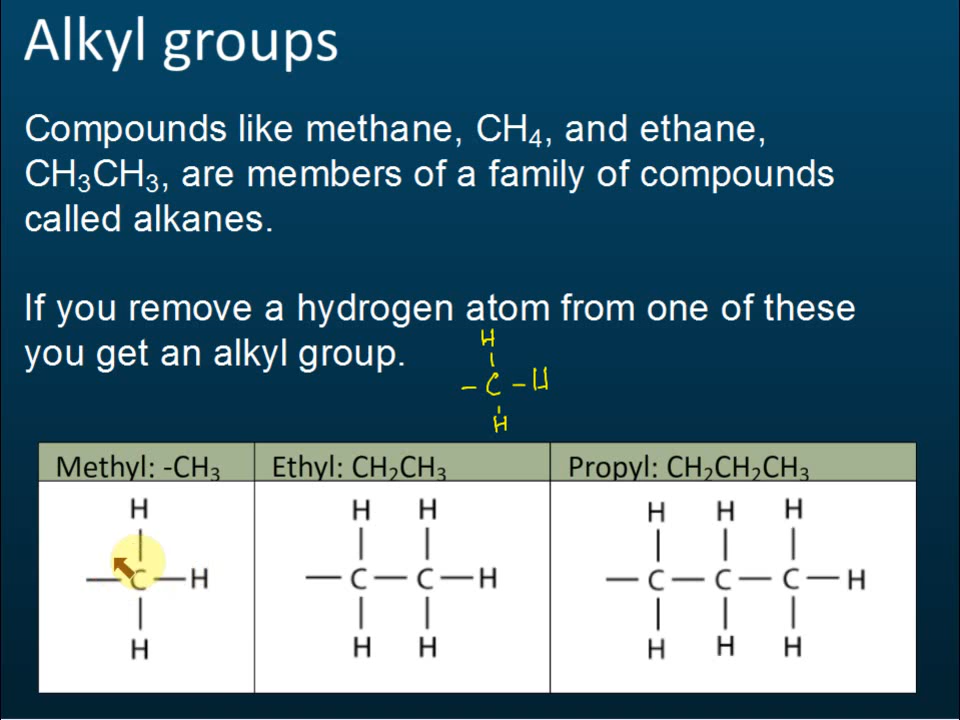 Alkyl groups
Compounds like methane, CH₄, and ethane,
CH₃CH₃, are members of a family of compounds
called alkanes.
If you remove a hydrogen atom from one of these
you get an alkyl group.
H
– C – H
H
Methyl: -CH₃ Ethyl: CH₂CH₃ Propyl: CH₂CH₂CH₃
H H H H H H
— C — H — C — C — H — C — C — C — H
H H H H H H